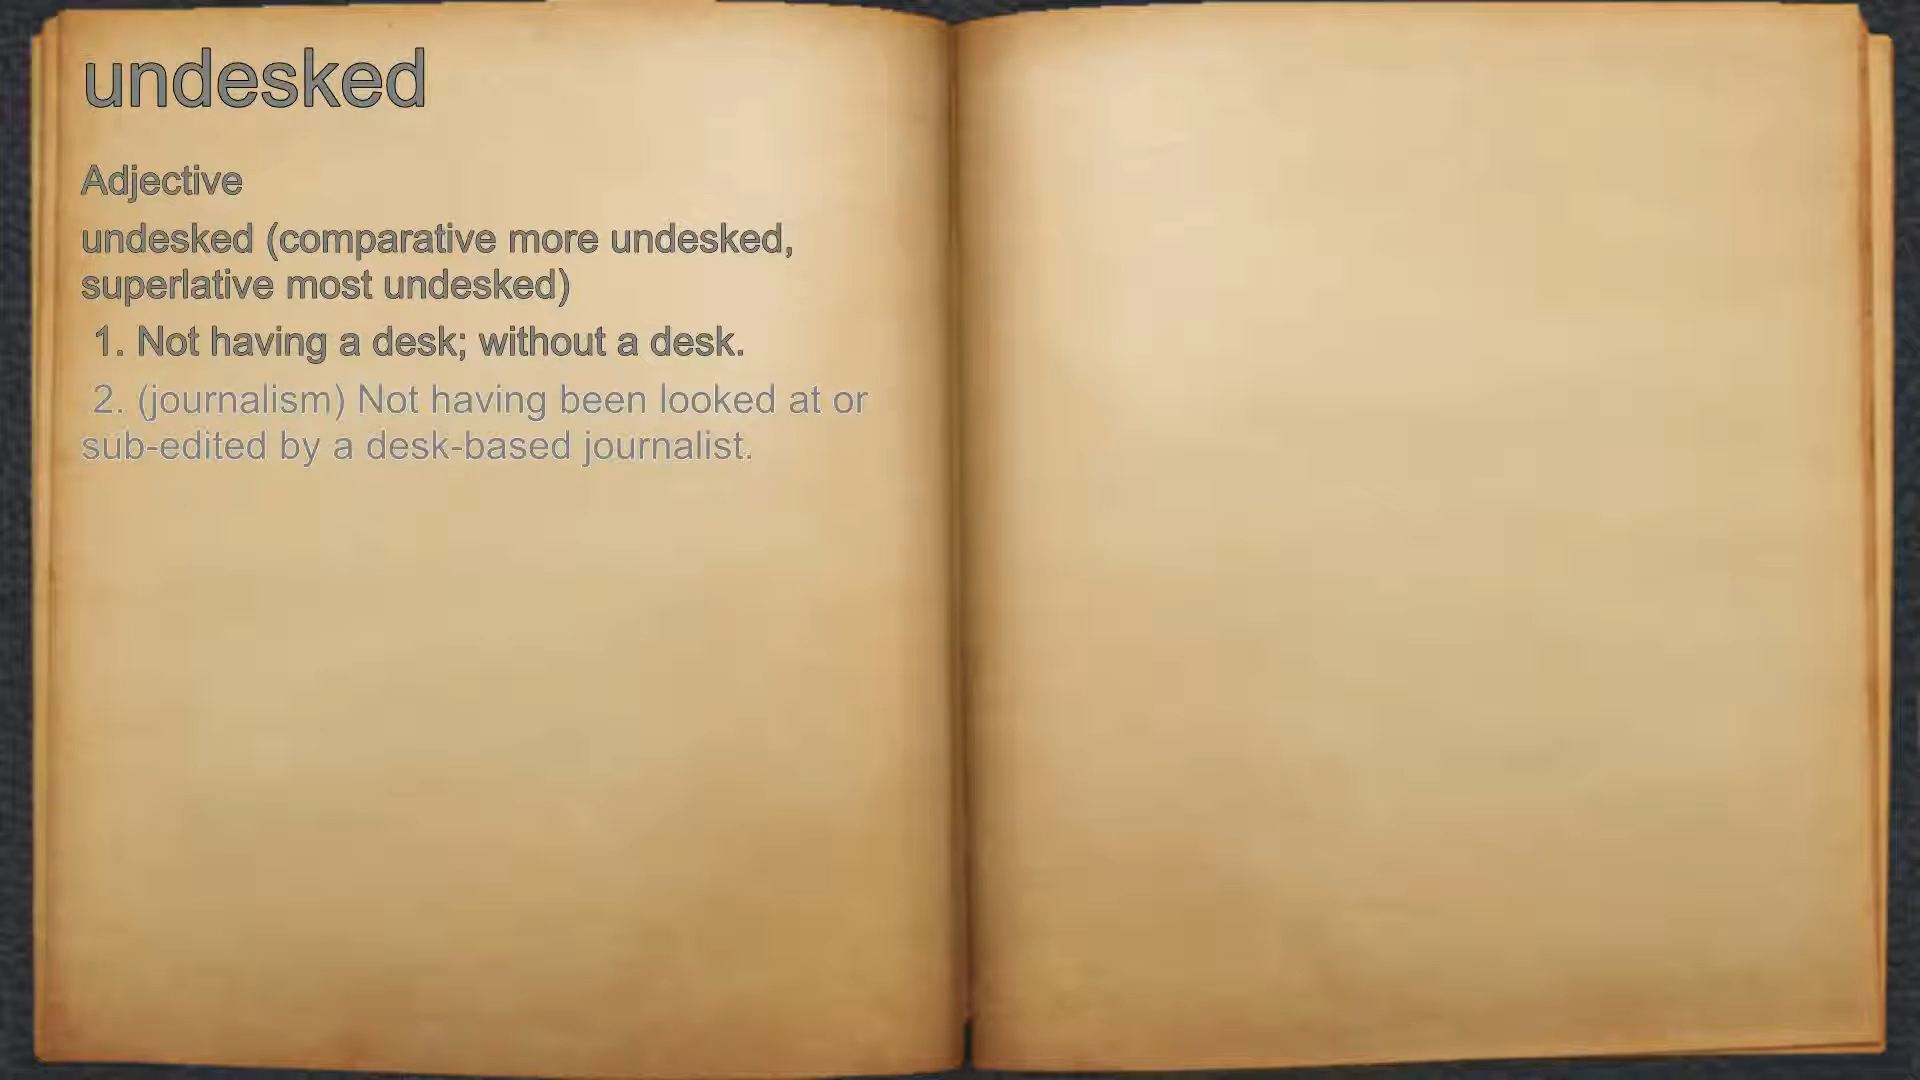 undesked
Adjective
undesked (comparative more undesked,
superlative most undesked)
1. Not having a desk; without a desk.
2. (journalism) Not having been looked at or
sub-edited by a desk-based journalist.